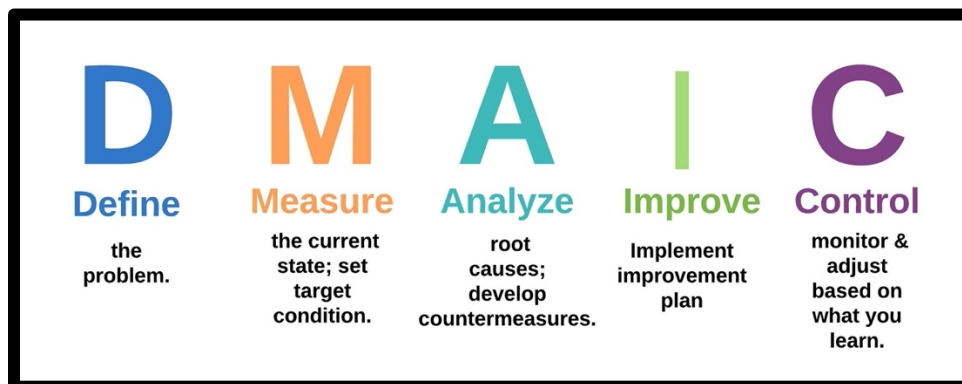 D M A I C
Define Measure Analyze Improve Control
the
problem.
the current
state; set
target
condition.
root
causes;
develop
countermeasures.
Implement
improvement
plan
monitor &
adjust
based on
what you
learn.